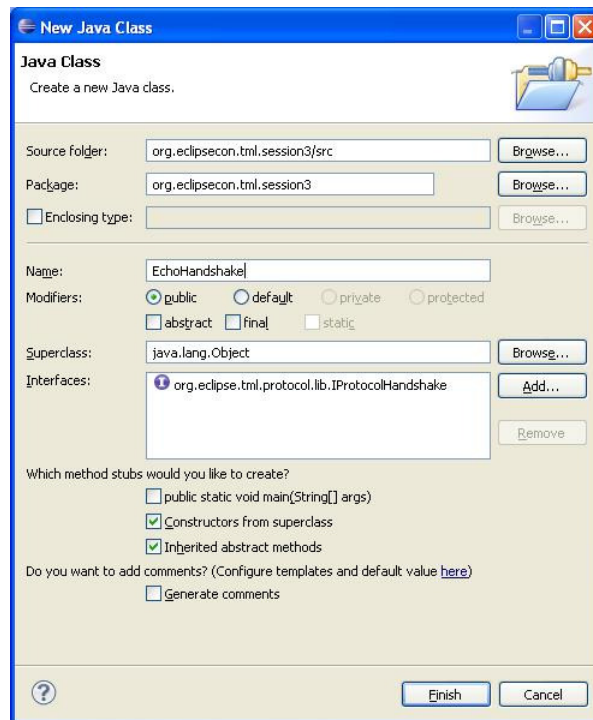 New Java Class
Java Class
Create a new Java class.
Source folder: org.eclipsecon.tml.session3/src Browse...
Package: org.eclipsecon.tml.session3 Browse...
Enclosing type: Browse...
Name: EchoHandshake
Modifiers: public default private protected
abstract final static
Superclass: java.lang.Object Browse...
Interfaces: org.eclipse.tml.protocol.lib.IProtocolHandshake Add...
Remove
Which method stubs would you like to create?
public static void main(String[] args)
Constructors from superclass
Inherited abstract methods
Do you want to add comments? (Configure templates and default value here)
Generate comments
Finish Cancel